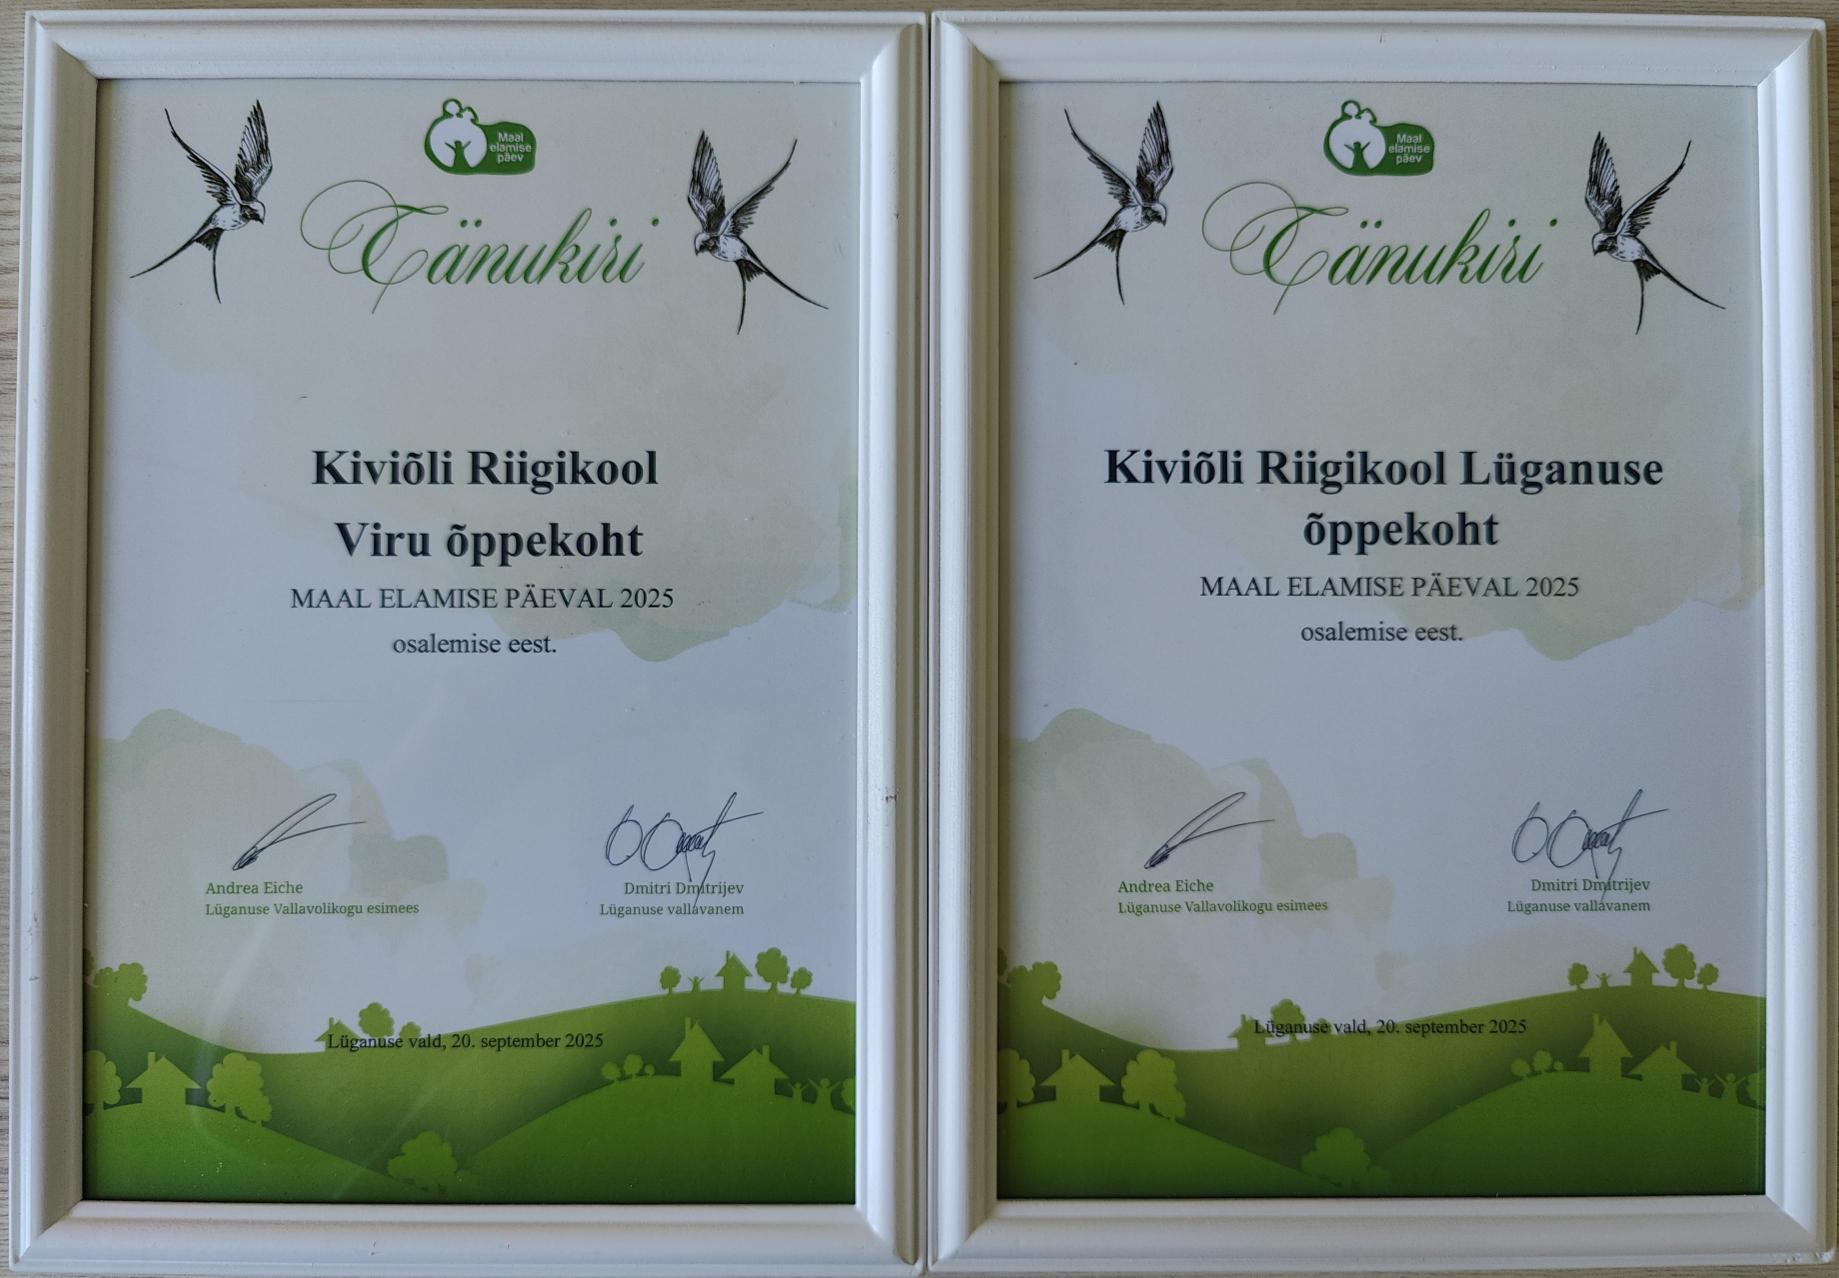 Maal
elamise
päev
Tänukiri
Kiviõli Riigikool
Viru õppekoht
MAAL ELAMISE PÄEVAL 2025
osalemise eest.
Andrea Eiche
Lüganuse Vallavolikogu esimees
Dmitri Dmitrijev
Lüganuse vallavanem
Lüganuse vald, 20. september 2025
Maal
elamise
päev
Tänukiri
Kiviõli Riigikool Lüganuse
õppekoht
MAAL ELAMISE PÄEVAL 2025
osalemise eest.
Andrea Eiche
Lüganuse Vallavolikogu esimees
Dmitri Dmitrijev
Lüganuse vallavanem
Lüganuse vald, 20. september 2025